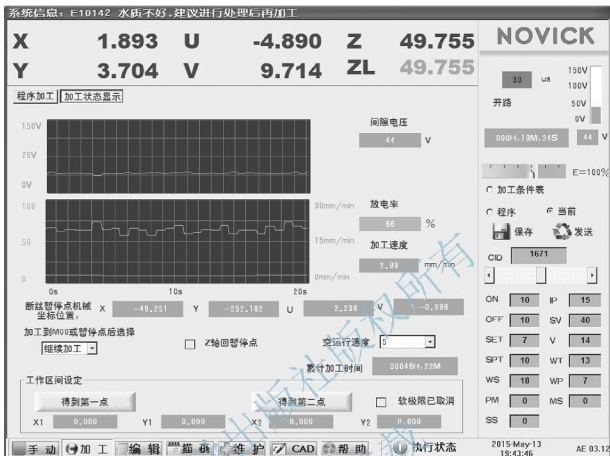 系统信息: E10142 水质不好.建议进行处理后再加工
X 1.893 U -4.890 Z 49.755
Y 3.704 V 9.714 ZL 49.755
NOVICK
30 us
150V
100V
50V
0V
开路
000H,19M,24S 44 V
E=100%
程序加工 加工状态显示
150V
75V
0V
间隙电压
44 V
100
50
0
30mm/min
15mm/min
0mm/min
0s 10s 20s
放电率
66 %
加工速度
2.99 mm/min
加工条件表
程序 当前
保存 发送
CID 1671
ON 10 IP 15
OFF 10 SV 40
SET 7 V 14
SPT 10 WT 13
WS 18 WP 7
PM 0 MS 0
SS 0
断丝暂停点机械
坐标位置:
X -49.251 Y -252.182 U 2.238 V -0.598
加工到M00或暂停点后选择
继续加工
Z轴回暂停点
空运行速度 5
累计加工时间 00048H,22M
工作区间设定
得到第一点 得到第二点 软极限已取消
X1 0.000 Y1 0.000 X2 0.000 Y2 0.000
手动 加工 编辑 描画 维护 CAD 帮助 执行状态
2015-May-13
19:43:46
AE 03.12